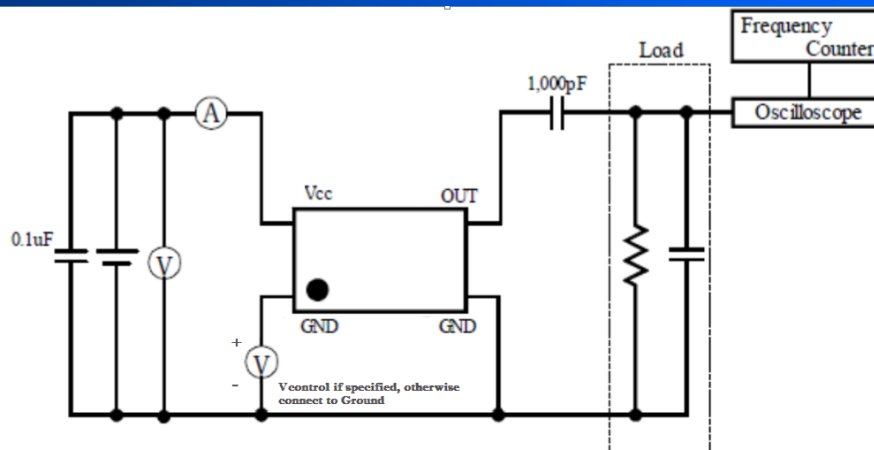 Frequency
Counter
Load
1,000pF
A
Oscilloscope
Vcc
OUT
0.1uF
V
GND
GND
+
V
-
Vcontrol if specified, otherwise
connect to Ground